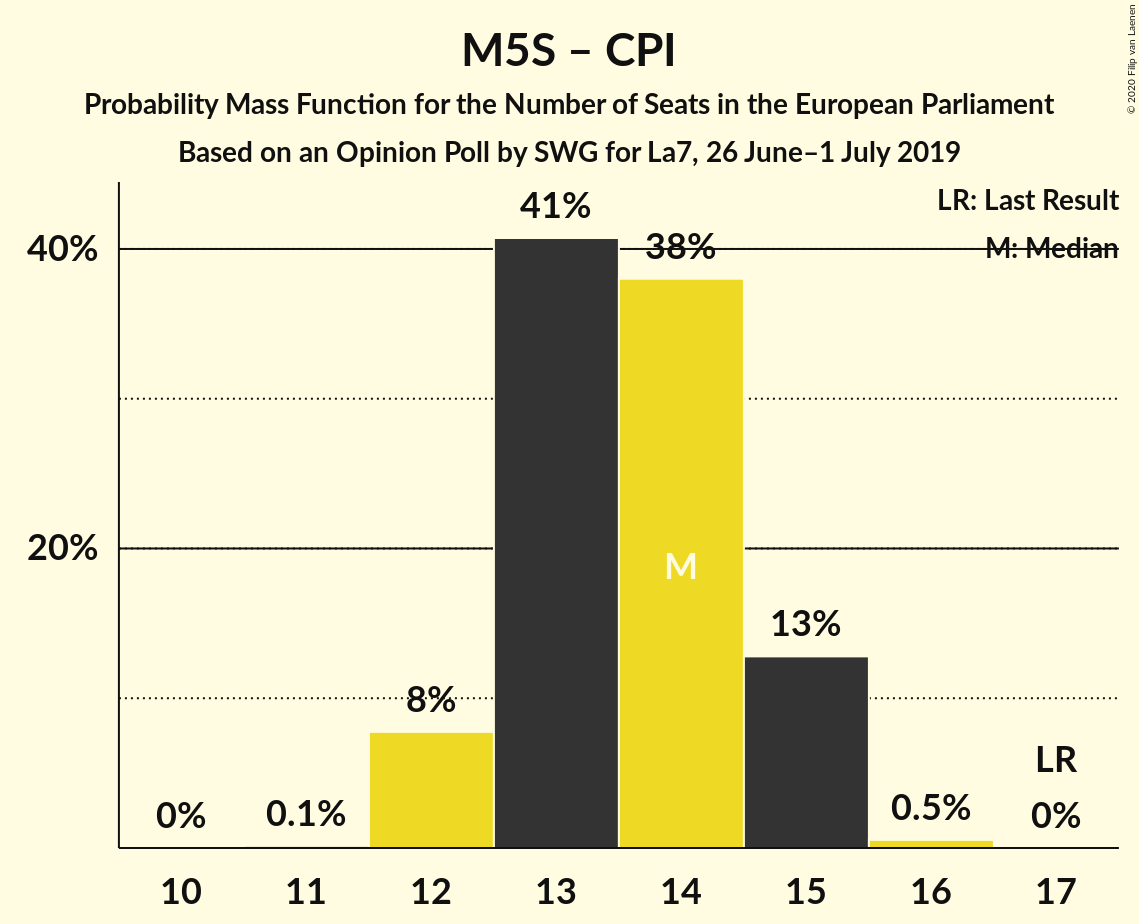 M5S – CPI
Probability Mass Function for the Number of Seats in the European Parliament
Based on an Opinion Poll by SWG for La7, 26 June–1 July 2019
© 2020 Filip van Laenen
LR: Last Result
M: Median
40%
20%
0%
0.1%
8%
41%
38%
M
13%
0.5%
LR
0%
10 11 12 13 14 15 16 17